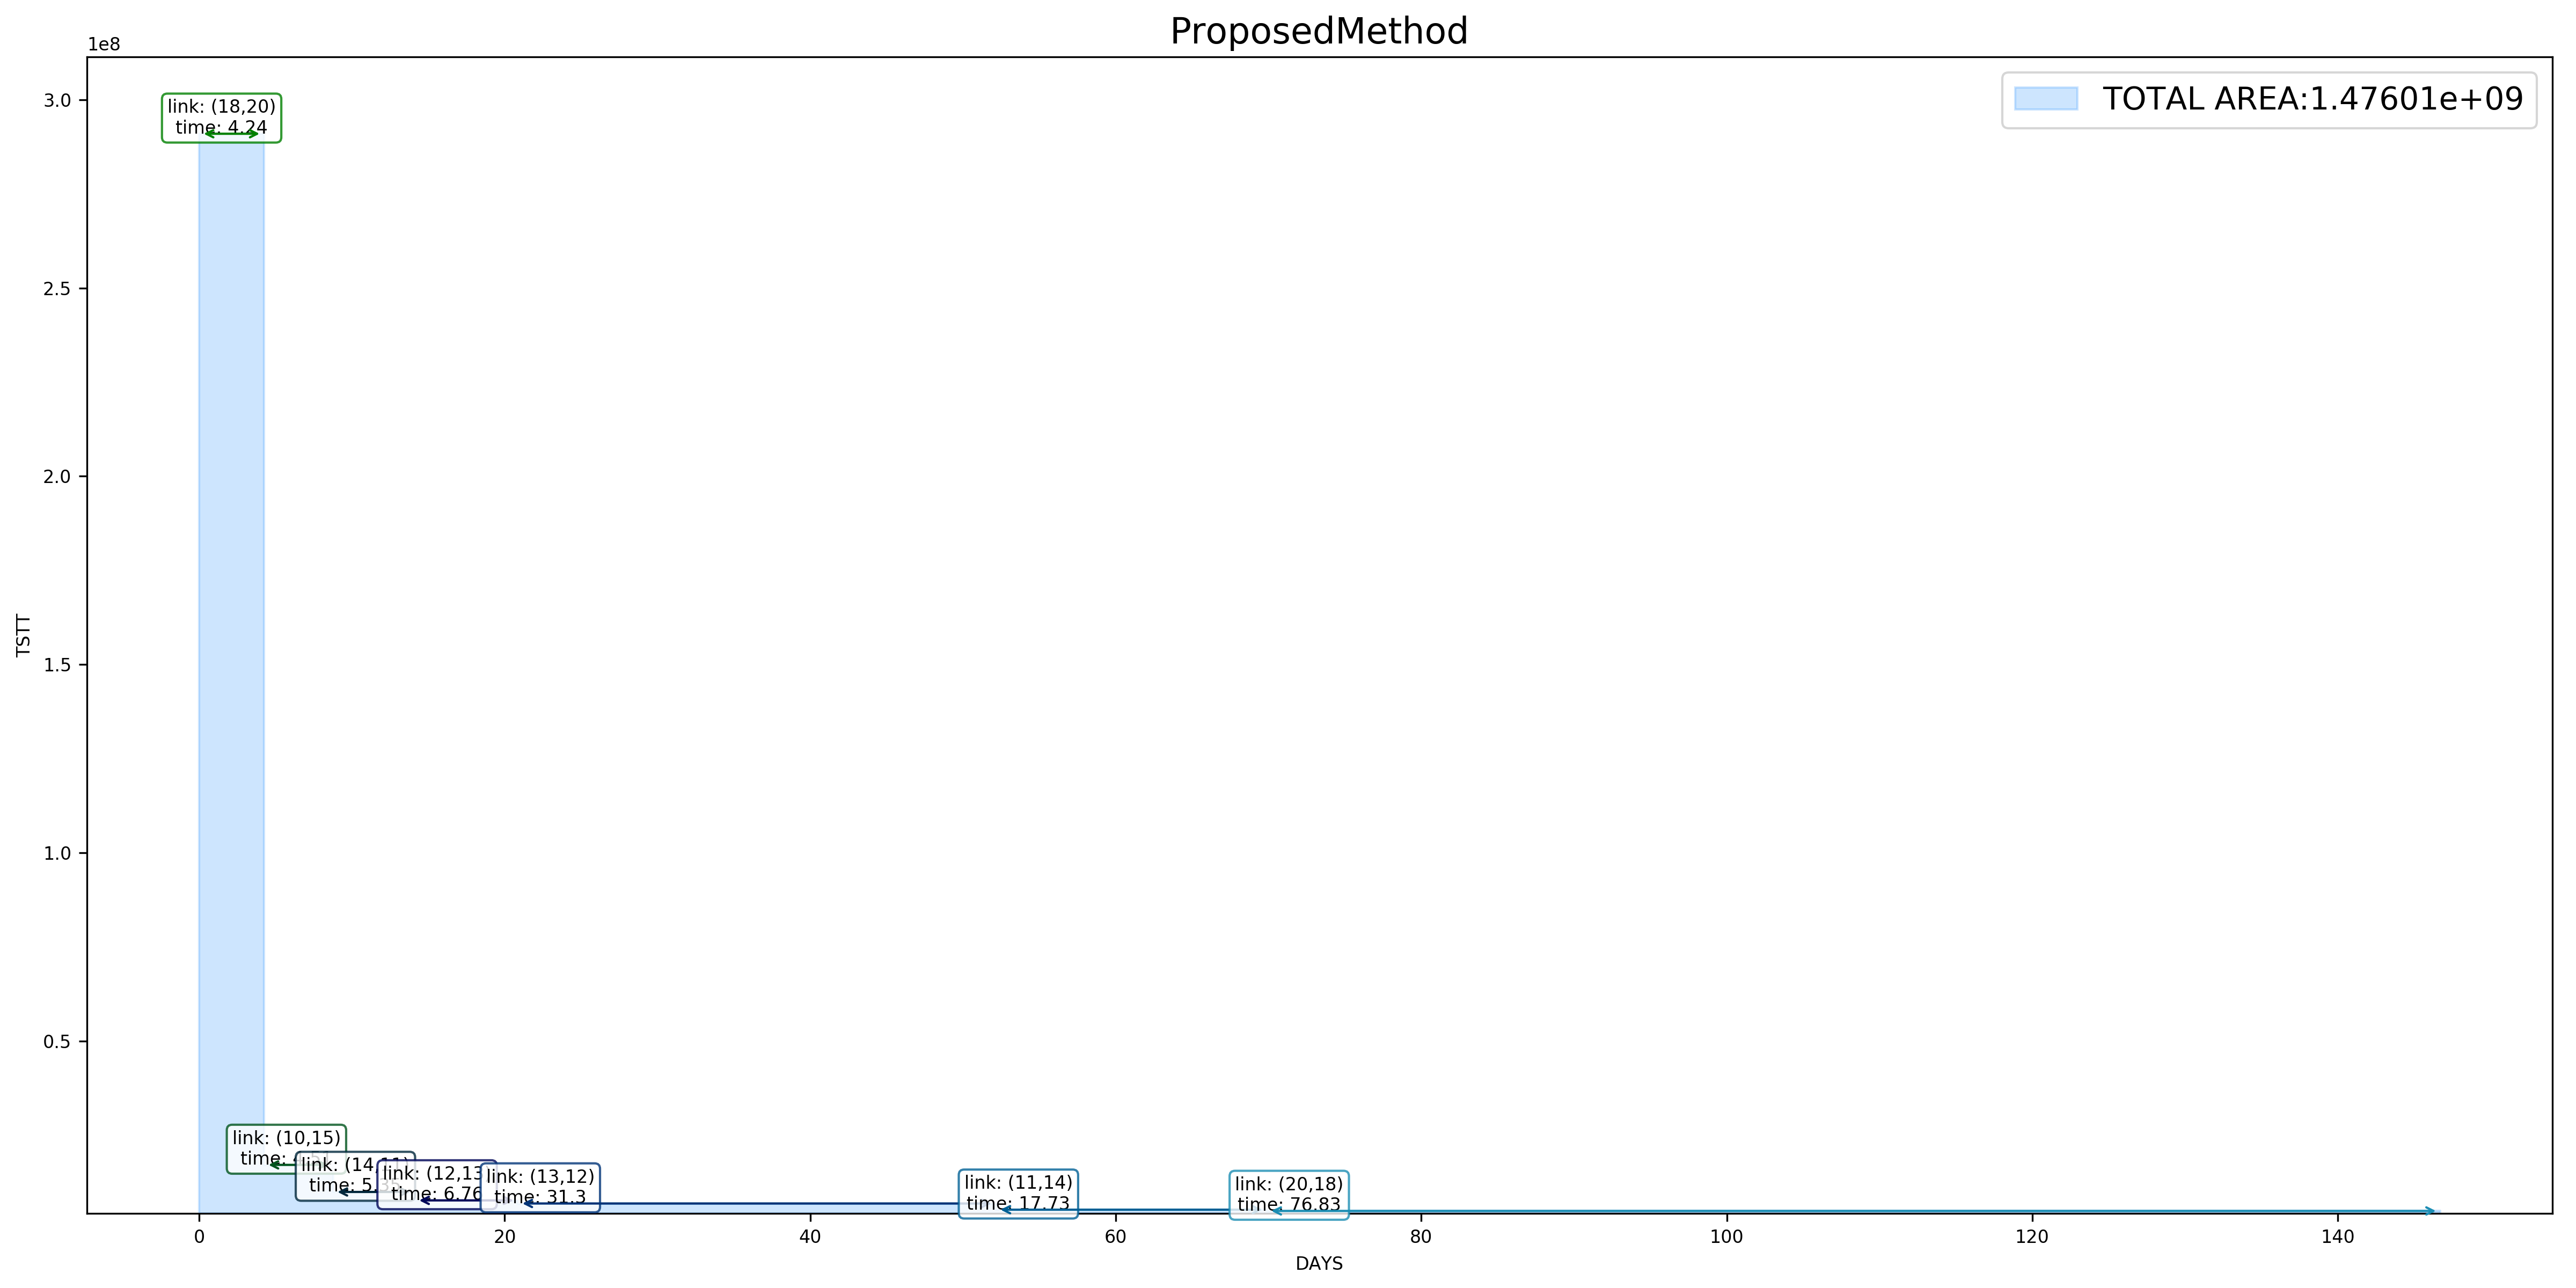 ProposedMethod
1e8
TOTAL AREA:1.47601e+09
3.0
2.5
2.0
1.5
1.0
0.5
TSTT
link: (18,20)
time: 4.24
link: (10,15)
time:
link: (14,11)
time: 5.
link: (12,13
time: 6.76
link: (13,12)
time: 31.3
link: (11,14)
time: 17.73
link: (20,18)
time: 76.83
0
20
40
60
80
100
120
140
DAYS